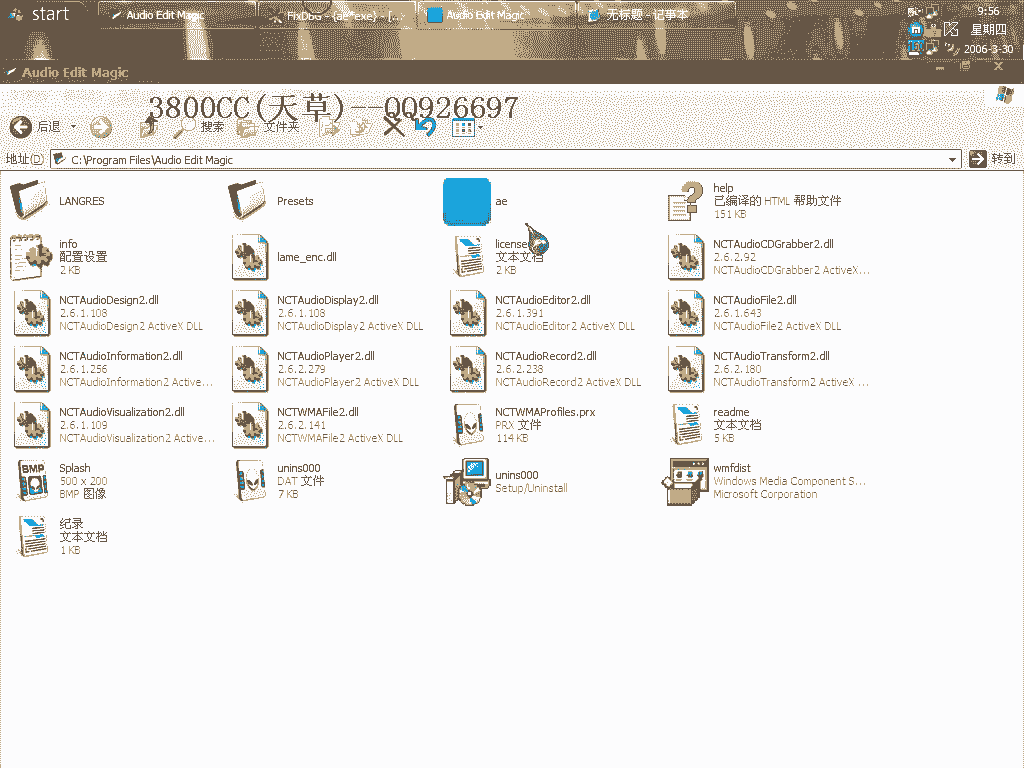 start
Audio Edit Magic
FixDBG - {ae*exe} - [...
Audio Edit Magic
无标题 - 记事本
9:56
星期四
2006-3-30
Audio Edit Magic
3800CC(天草)--QQ926697
后退
搜索
文件夹
地址(D)
C:\Program Files\Audio Edit Magic
转到
LANGRES
Presets
ae
help
已编译的 HTML 帮助文件
151 KB
info
配置设置
2 KB
lame_enc.dll
license
文本文档
2 KB
NCTAudioCDGrabber2.dll
2.6.2.92
NCTAudioCDGrabber2 ActiveX...
NCTAudioDesign2.dll
2.6.1.108
NCTAudioDesign2 ActiveX DLL
NCTAudioDisplay2.dll
2.6.1.108
NCTAudioDisplay2 ActiveX DLL
NCTAudioEditor2.dll
2.6.1.391
NCTAudioEditor2 ActiveX DLL
NCTAudioFile2.dll
2.6.1.643
NCTAudioFile2 ActiveX DLL
NCTAudioInformation2.dll
2.6.1.256
NCTAudioInformation2 Active...
NCTAudioPlayer2.dll
2.6.2.279
NCTAudioPlayer2 ActiveX DLL
NCTAudioRecord2.dll
2.6.2.238
NCTAudioRecord2 ActiveX DLL
NCTAudioTransform2.dll
2.6.2.180
NCTAudioTransform2 ActiveX ...
NCTAudioVisualization2.dll
2.6.1.109
NCTAudioVisualization2 Active...
NCTWMAFile2.dll
2.6.2.141
NCTWMAFile2 ActiveX DLL
NCTWMAProfiles.prx
PRX 文件
114 KB
readme
文本文档
5 KB
BMP
Splash
500 x 200
BMP 图像
unins000
DAT 文件
7 KB
unins000
Setup/Uninstall
wmfdist
Windows Media Component S...
Microsoft Corporation
纪录
文本文档
1 KB